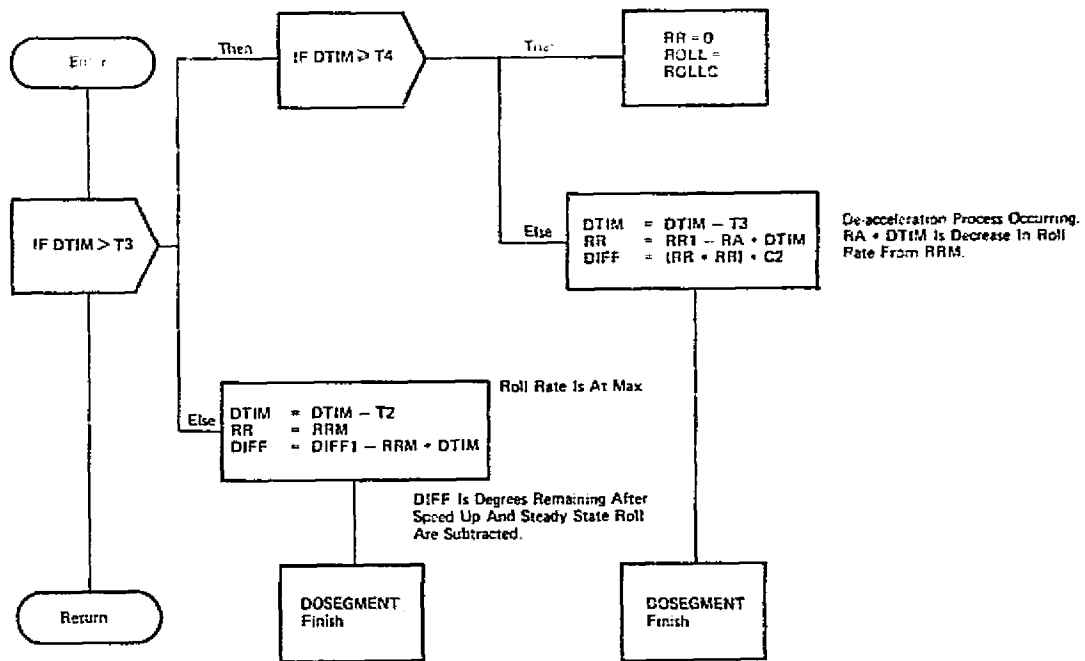 Enter
IF DTIM > T3
Return
Then
IF DTIM ⩾ T4
Then
RR = 0
ROLL =
ROLLC
Else
DTIM = DTIM – T3
RR = RR1 – RA * DTIM
DIFF = (RR * RR) * C2
De-acceleration Process Occurring.
RA * DTIM Is Decrease In Roll
Rate From RRM.
Else
DTIM = DTIM – T2
RR = RRM
DIFF = DIFF1 – RRM * DTIM
Roll Rate Is At Max
DIFF Is Degrees Remaining After
Speed Up And Steady State Roll
Are Subtracted.
DOSEGMENT
Finish
DOSEGMENT
Finish